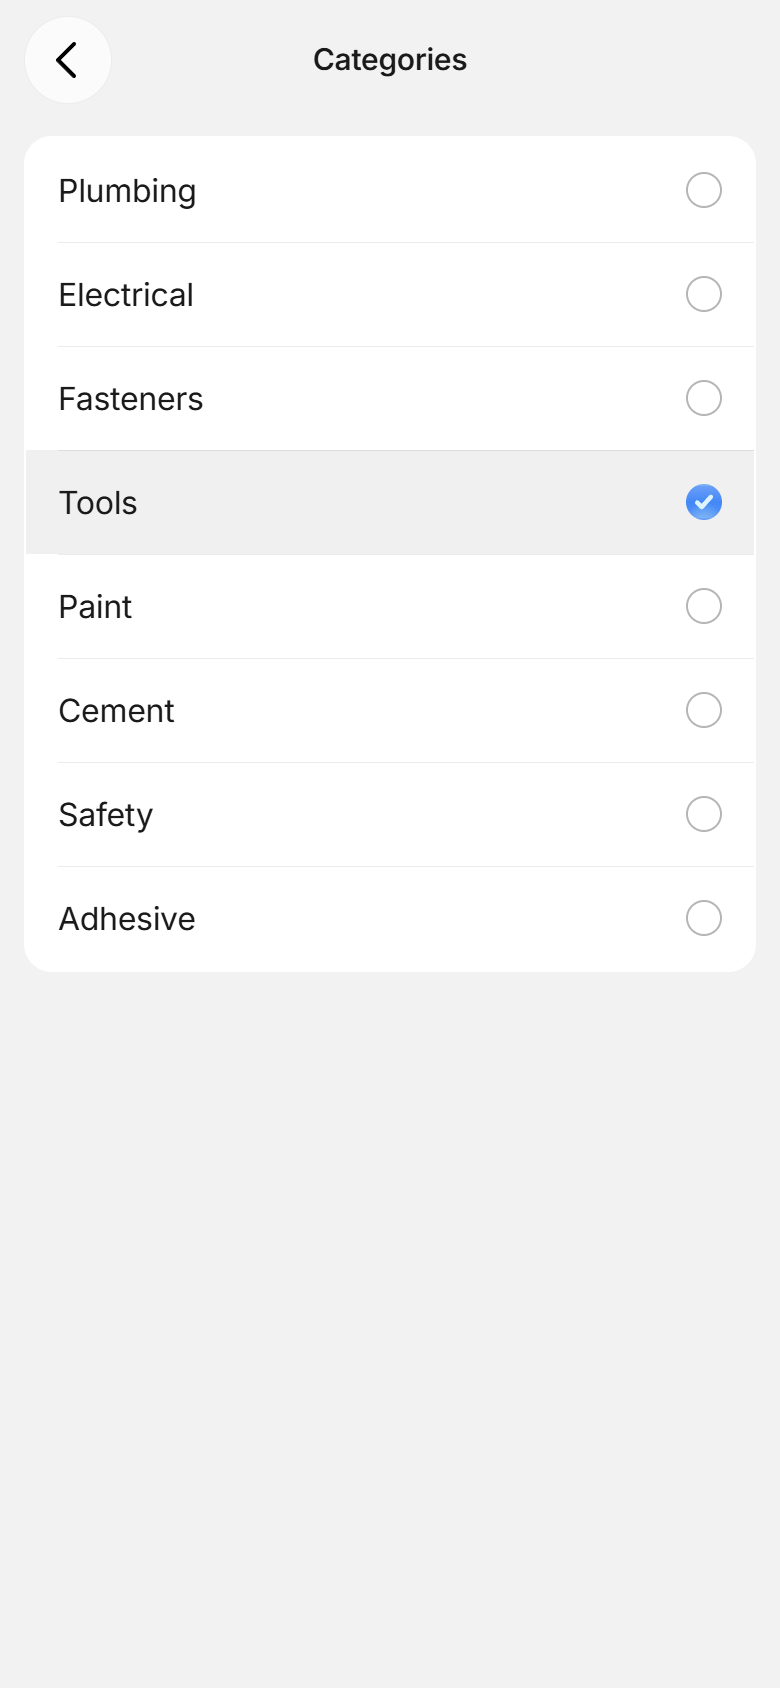 Categories
Plumbing
Electrical
Fasteners
Tools
Paint
Cement
Safety
Adhesive